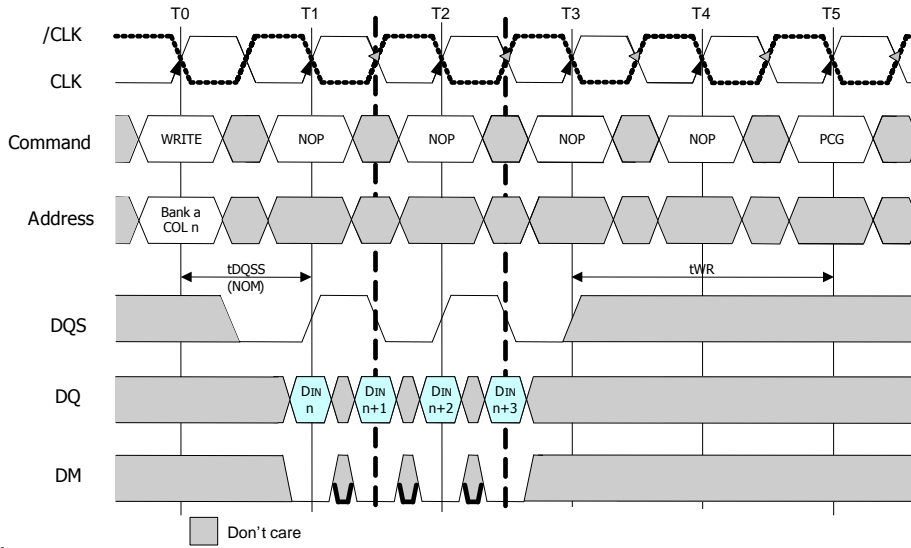 T0 T1 T2 T3 T4 T5
/CLK
CLK
Command WRITE NOP NOP NOP NOP PCG
Address Bank a
COL n
tDQSS
(NOM)
tWR
DQS
DQ DIN DIN DIN DIN
n n+1 n+2 n+3
DM
Don't care